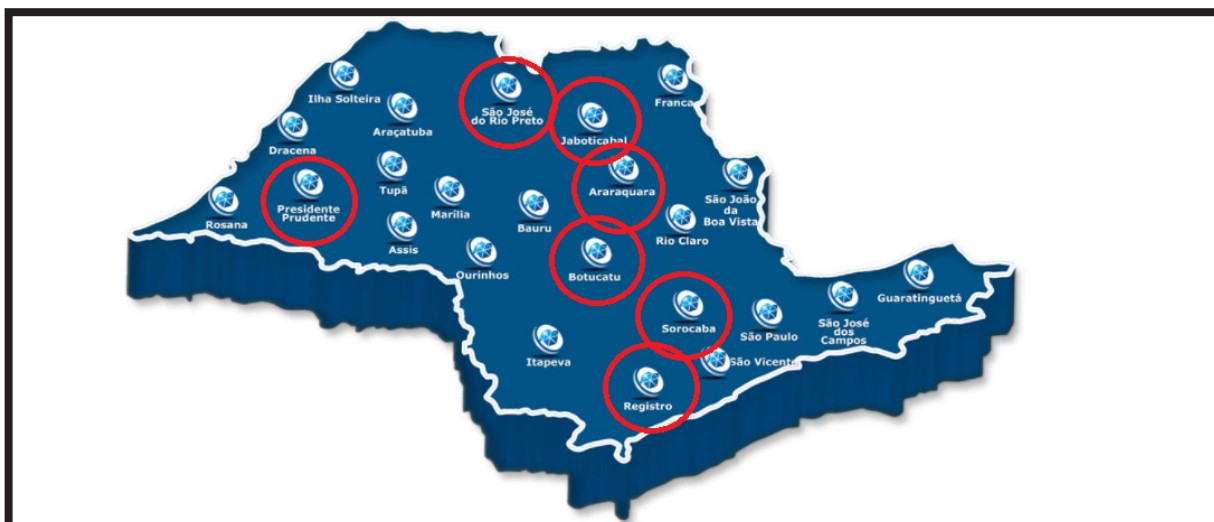 Ilha Solteira
Araçatuba
São José
do Rio Preto
Jaboticabal
Franca
Dracena
Presidente
Prudente
Tupã
Marília
Rosana
Assis
Bauru
Araraquara
São João
da
Boa Vista
Rio Claro
Ourinhos
Botucatu
Guaratinguetá
Sorocaba
São Paulo
São José
dos
Campos
Itapeva
São Vicente
Registro